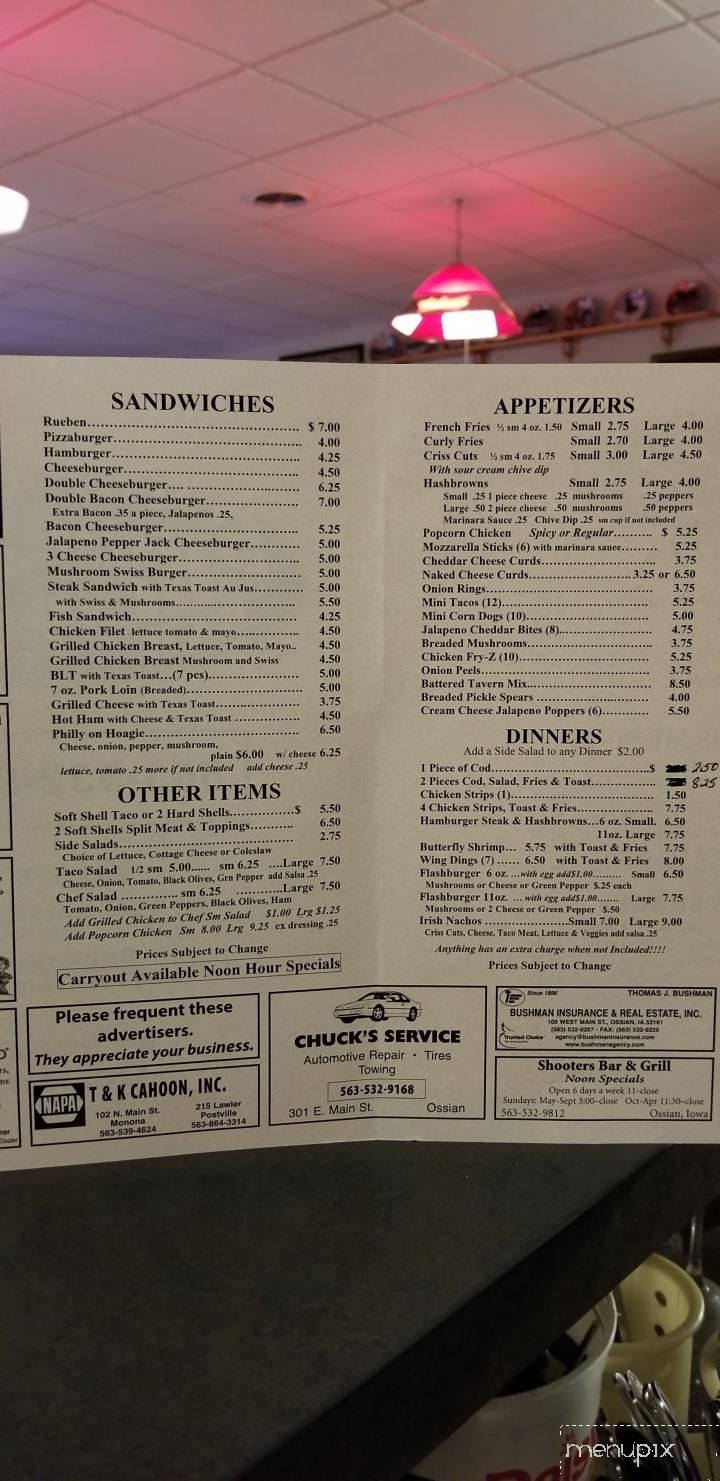 SANDWICHES
Rueben.......................................................... $ 7.00
Pizzaburger................................................... 4.00
Hamburger................................................... 4.25
Cheeseburger............................................... 4.50
Double Cheeseburger.... ............................ 6.25
Double Bacon Cheeseburger....................... 7.00
Extra Bacon .35 a piece, Jalapenos .25,
Bacon Cheeseburger.................................... 5.25
Jalapeno Pepper Jack Cheeseburger............ 5.00
3 Cheese Cheeseburger............................... 5.00
Mushroom Swiss Burger............................. 5.00
Steak Sandwich with Texas Toast Au Jus............. 5.00
with Swiss & Mushrooms................................ 5.50
Fish Sandwich............................................. 4.25
Chicken Filet lettuce tomato & mayo................ 4.50
Grilled Chicken Breast, Lettuce, Tomato, Mayo.. 4.50
Grilled Chicken Breast Mushroom and Swiss 4.50
BLT with Texas Toast...(7 pcs)........................ 5.00
7 oz. Pork Loin (Breaded)............................. 5.00
Grilled Cheese with Texas Toast..................... 3.75
Hot Ham with Cheese & Texas Toast ................ 4.50
Philly on Hoagie........................................... 6.50
Cheese, onion, pepper, mushroom,
plain $6.00 w/ cheese 6.25
lettuce, tomato .25 more if not included add cheese .25
OTHER ITEMS
Soft Shell Taco or 2 Hard Shells................$ 5.50
2 Soft Shells Split Meat & Toppings........... 6.50
Side Salads................................................ 2.75
Choice of Lettuce, Cottage Cheese or Coleslaw
Taco Salad 1/2 sm 5.00...... sm 6.25 ....Large 7.50
Cheese, Onion, Tomato, Black Olives, Grn Pepper add Salsa .25
Chef Salad .............. sm 6.25 ............Large 7.50
Tomato, Onion, Green Peppers, Black Olives, Ham
Add Grilled Chicken to Chef Sm Salad $1.00 Lrg $1.25
Add Popcorn Chicken Sm 8.00 Lrg 9.25 ex dressing .25
Prices Subject to Change
Carryout Available Noon Hour Specials
APPETIZERS
French Fries ½ sm 4 oz. 1.50 Small 2.75 Large 4.00
Curly Fries Small 2.70 Large 4.00
Criss Cuts ½ sm 4 oz. 1.75 Small 3.00 Large 4.50
With sour cream chive dip
Hashbrowns Small 2.75 Large 4.00
Small .25 1 piece cheese .25 mushrooms .25 peppers
Large .50 2 piece cheese .50 mushrooms .50 peppers
Marinara Sauce .25 Chive Dip .25 sm cup if not included
Popcorn Chicken Spicy or Regular.......... $ 5.25
Mozzarella Sticks (6) with marinara sauce......... 5.25
Cheddar Cheese Curds............................... 3.75
Naked Cheese Curds............................3.25 or 6.50
Onion Rings............................................... 3.75
Mini Tacos (12)......................................... 5.25
Mini Corn Dogs (10).................................. 5.00
Jalapeno Cheddar Bites (8)......................... 4.75
Breaded Mushrooms.................................. 3.75
Chicken Fry-Z (10).................................... 5.25
Onion Peels............................................... 3.75
Battered Tavern Mix................................. 8.50
Breaded Pickle Spears ............................... 4.00
Cream Cheese Jalapeno Poppers (6)............ 5.50
DINNERS
Add a Side Salad to any Dinner $2.00
1 Piece of Cod............................................$ 250
2 Pieces Cod, Salad, Fries & Toast................ 825
Chicken Strips (1)....................................... 1.50
4 Chicken Strips, Toast & Fries.................... 7.75
Hamburger Steak & Hashbrowns...6 oz. Small. 6.50
11oz. Large 7.75
Butterfly Shrimp... 5.75 with Toast & Fries 7.75
Wing Dings (7) ...... 6.50 with Toast & Fries 8.00
Flashburger 6 oz. ...with egg add$1.00........ Small 6.50
Mushrooms or Cheese or Green Pepper $.25 each
Flashburger 11oz. ... with egg add$1.00....... Large 7.75
Mushrooms or 2 Cheese or Green Pepper $.50
Irish Nachos ........................Small 7.00 Large 9.00
Criss Cuts, Cheese, Taco Meat, Lettuce & Veggies add salsa .25
Anything has an extra charge when not Included!!!!
Prices Subject to Change
Please frequent these
advertisers.
They appreciate your business.
NAPA
T & K CAHOON, INC.
102 N. Main St.
Monona
563-539-4624
215 Lawler
Postville
563-864-3314
CHUCK'S SERVICE
Automotive Repair · Tires
Towing
563-532-9168
301 E. Main St. Ossian
Since 1896 THOMAS J. BUSHMAN
BUSHMAN INSURANCE & REAL ESTATE, INC.
109 WEST MAIN ST., OSSIAN, IA 52161
(563) 532-9207 · FAX: (563) 532-9225
agency@bushmaninsurance.com
www.bushmanagency.com
Trusted Choice
Shooters Bar & Grill
Noon Specials
Open 6 days a week 11-close
Sundays: May-Sept 3:00–close Oct-Apr 11:30–close
563-532-9812 Ossian, Iowa
menupix